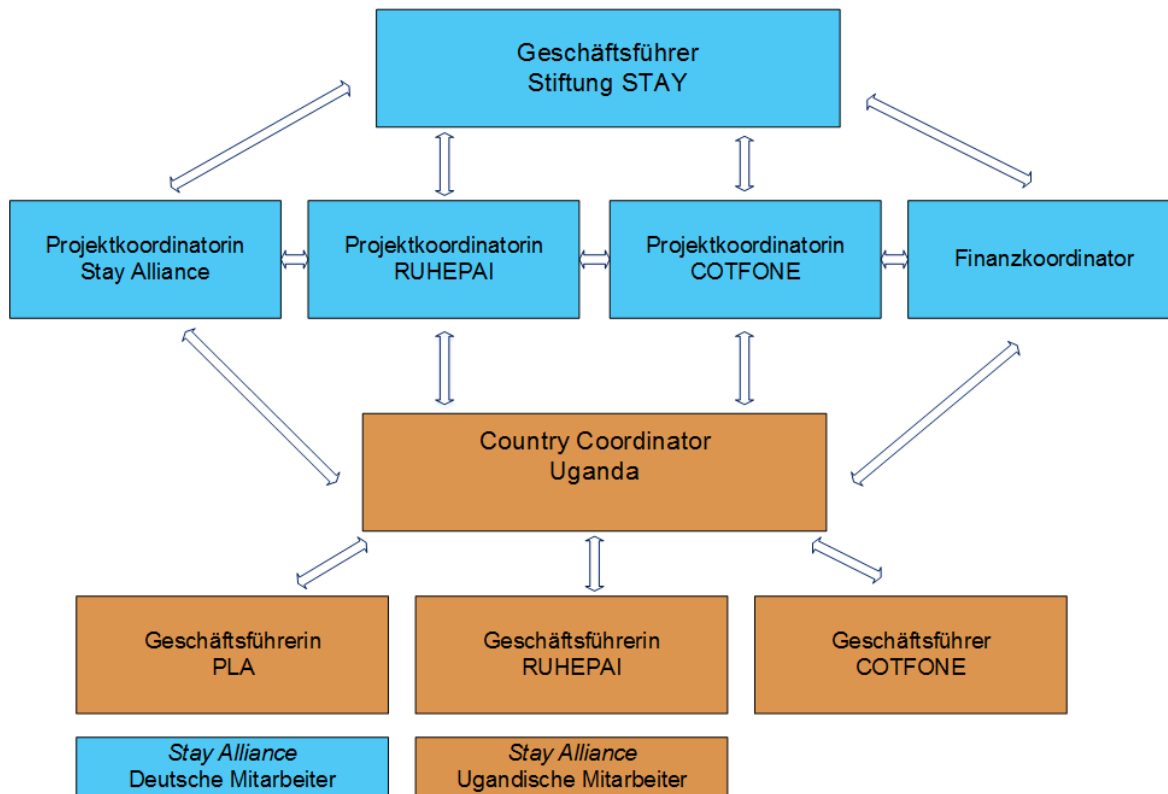 Geschäftsführer
Stiftung STAY
Projektkoordinatorin
Stay Alliance
Projektkoordinatorin
RUHEPAI
Projektkoordinatorin
COTFONE
Finanzkoordinator
Country Coordinator
Uganda
Geschäftsführerin
PLA
Geschäftsführerin
RUHEPAI
Geschäftsführer
COTFONE
Stay Alliance
Deutsche Mitarbeiter
Stay Alliance
Ugandische Mitarbeiter